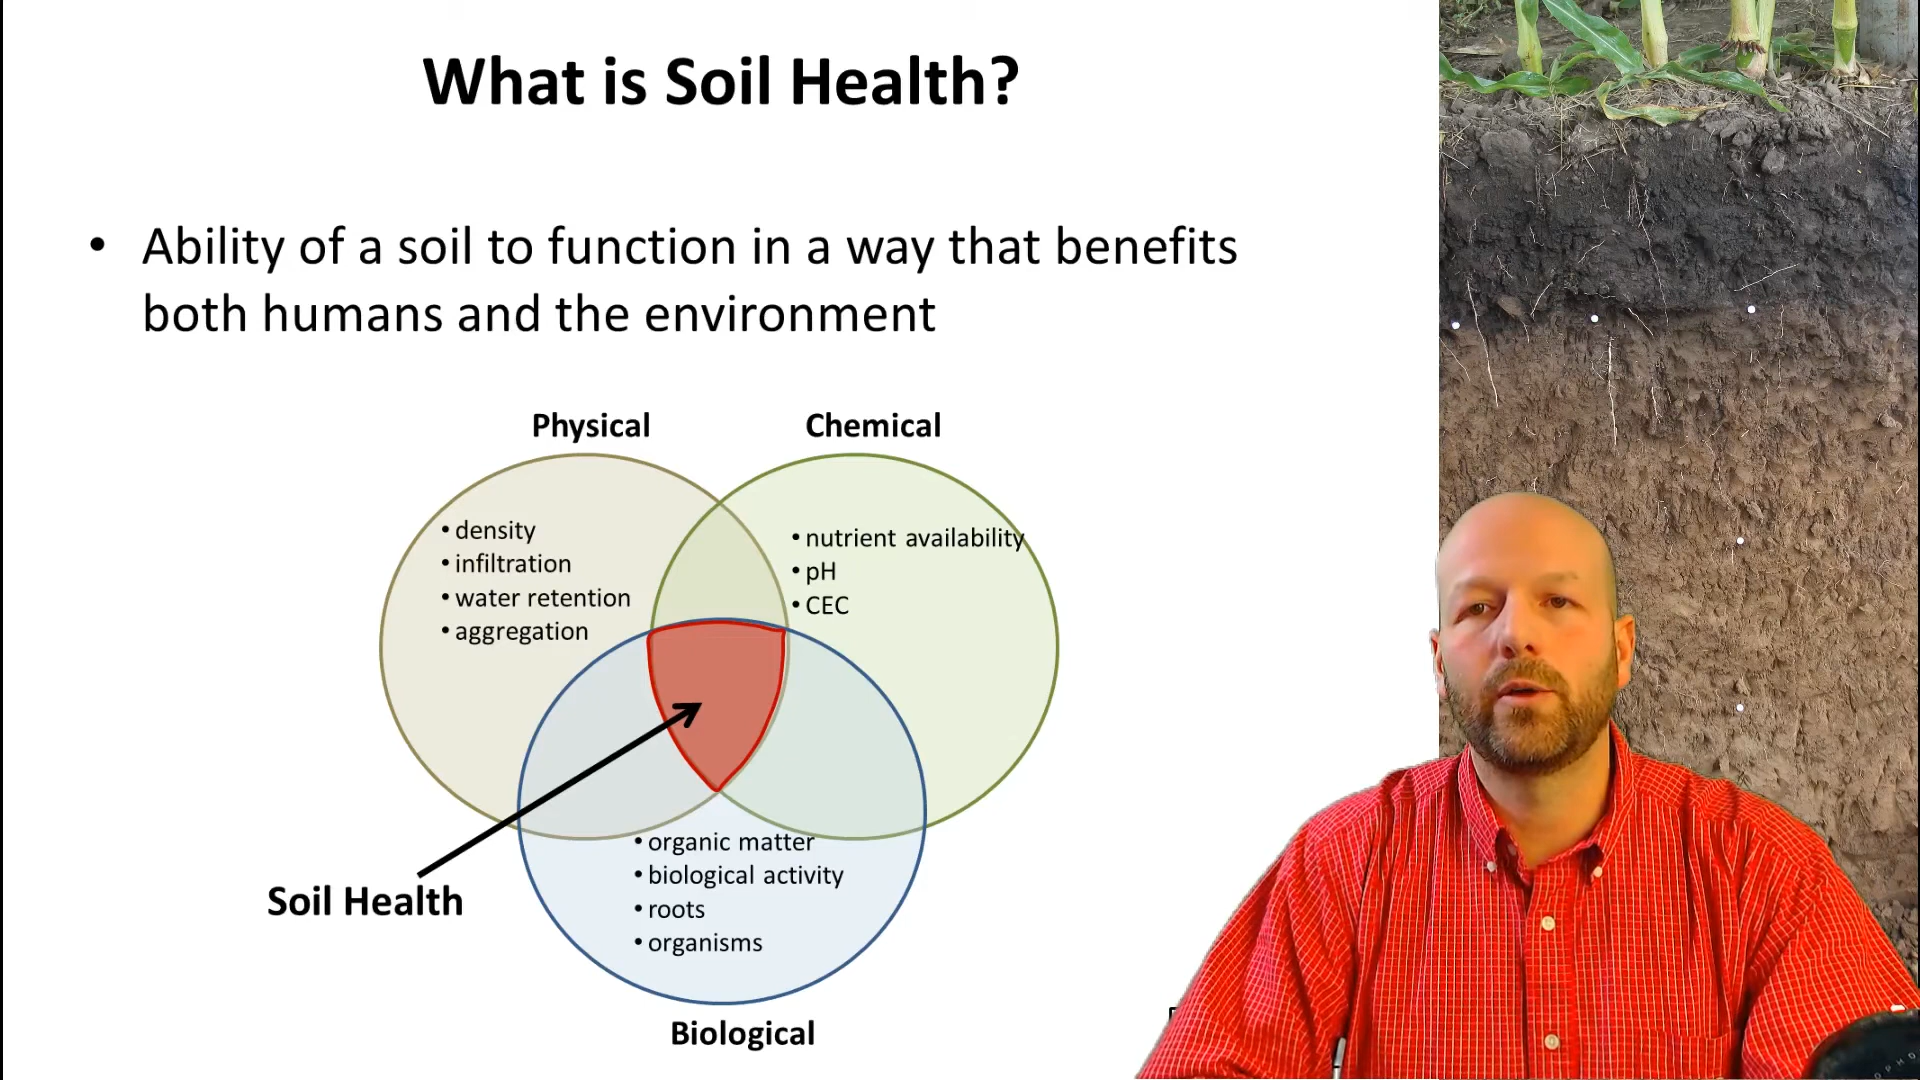 What is Soil Health?
• Ability of a soil to function in a way that benefits
both humans and the environment
Physical
Chemical
• density
• infiltration
• water retention
• aggregation
• nutrient availability
• pH
• CEC
• organic matter
• biological activity
• roots
• organisms
Soil Health
Biological